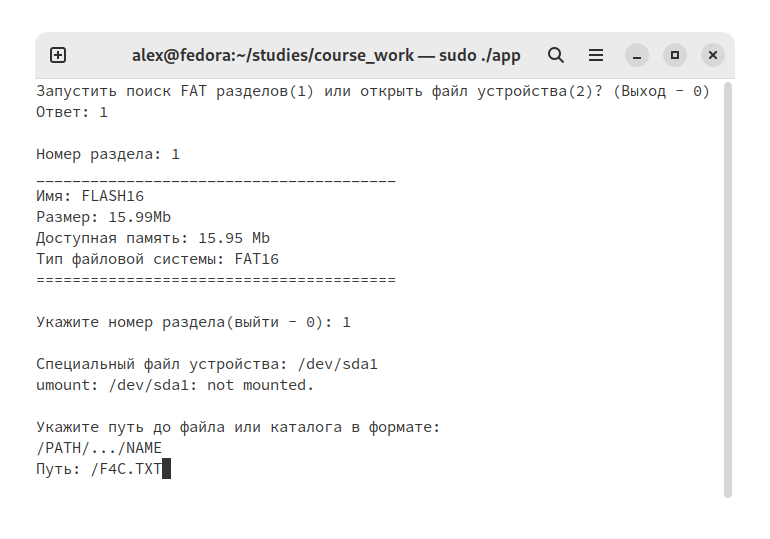 alex@fedora:~/studies/course_work — sudo ./app
Запустить поиск FAT разделов(1) или открыть файл устройства(2)? (Выход - 0)
Ответ: 1
Номер раздела: 1
________________________________________
Имя: FLASH16
Размер: 15.99Mb
Доступная память: 15.95 Mb
Тип файловой системы: FAT16
========================================
Укажите номер раздела(выйти - 0): 1
Специальный файл устройства: /dev/sda1
umount: /dev/sda1: not mounted.
Укажите путь до файла или каталога в формате:
/PATH/.../NAME
Путь: /F4C.TXT